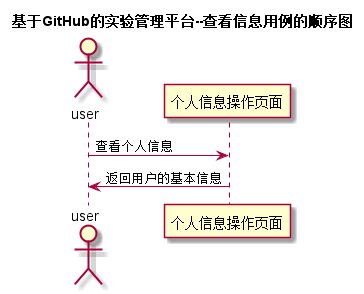 基于GitHub的实验管理平台--查看信息用例的顺序图
user
个人信息操作页面
查看个人信息
返回用户的基本信息
user
个人信息操作页面